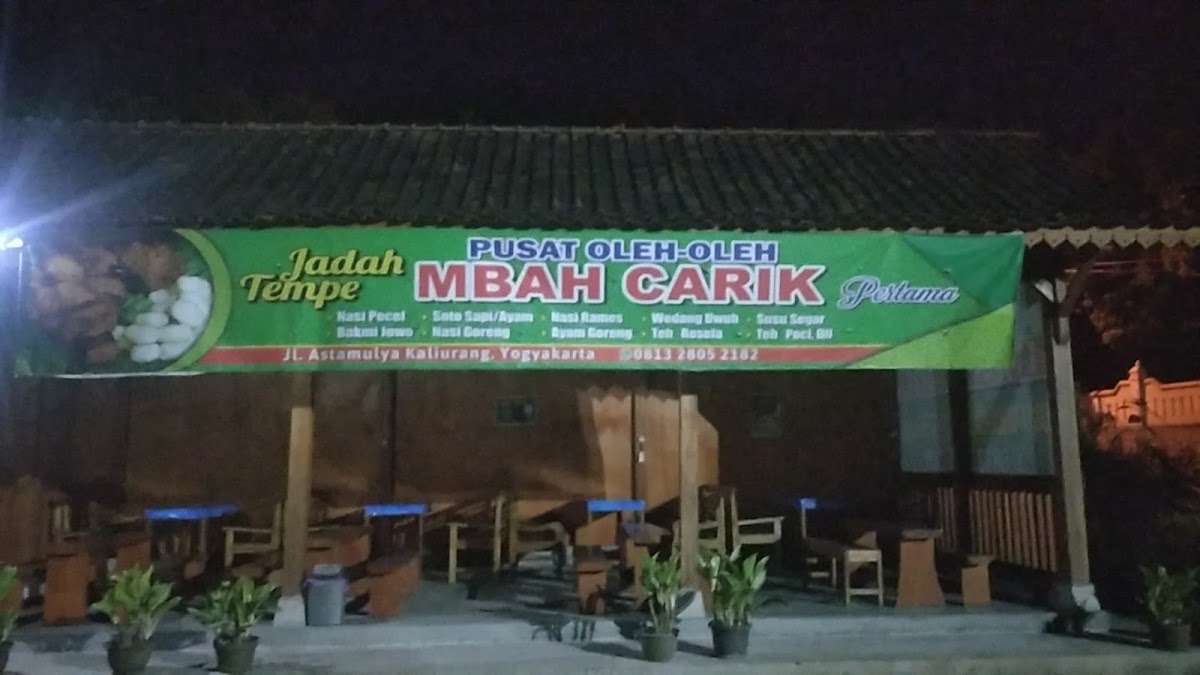 Jadah
Tempe
PUSAT OLEH-OLEH
MBAH CARIK
Pertama
Nasi Pecel • Soto Sapi/Ayam • Nasi Rames • Wedang Uwuh • Susu Segar
Bakmi Jowo • Nasi Goreng • Ayam Goreng • Teh Rosela • Teh Poci, Dll
Jl. Astamulya Kaliurang, Yogyakarta 0813 2805 2182